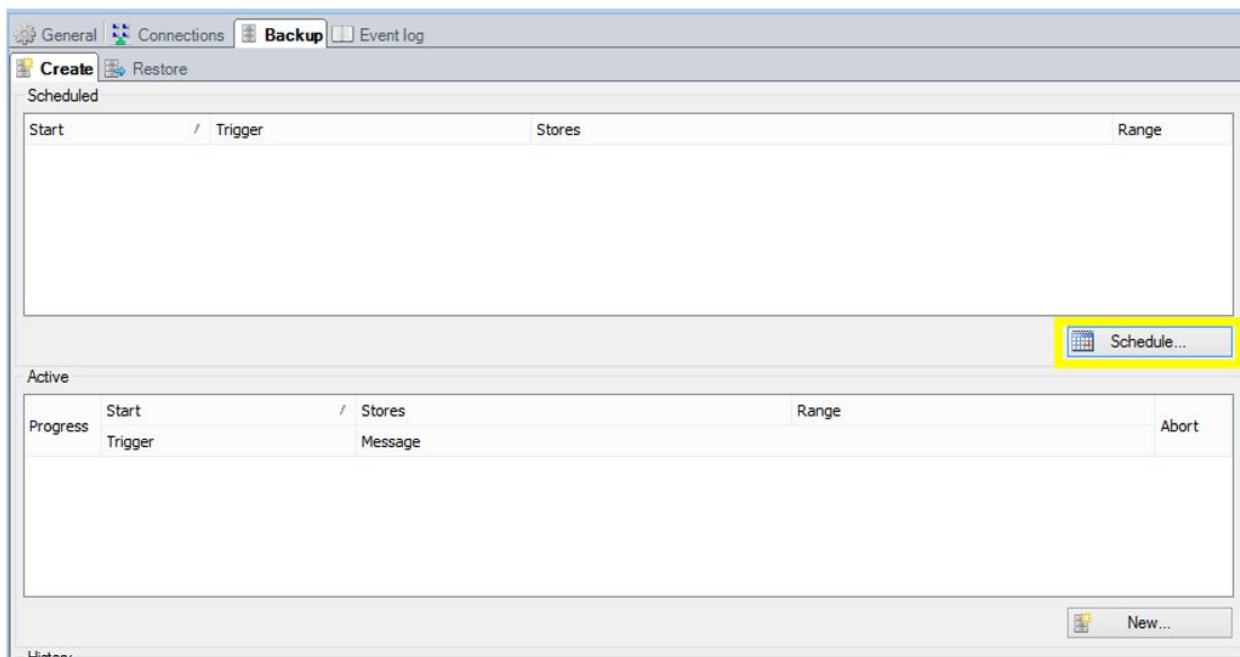 General Connections Backup Event log
Create Restore
Scheduled
Start Trigger Stores Range
Schedule...
Active
Progress Start Stores Range Abort
Trigger Message
New...
History